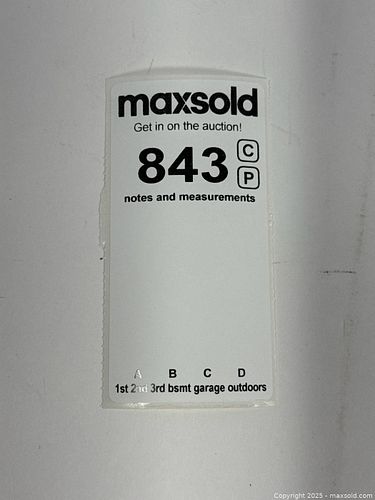 maxsold
Get in on the auction!
843 C
P
notes and measurements
A B C D
1st 2nd 3rd bsmt garage outdoors
Copyright 2025 - maxsold.com